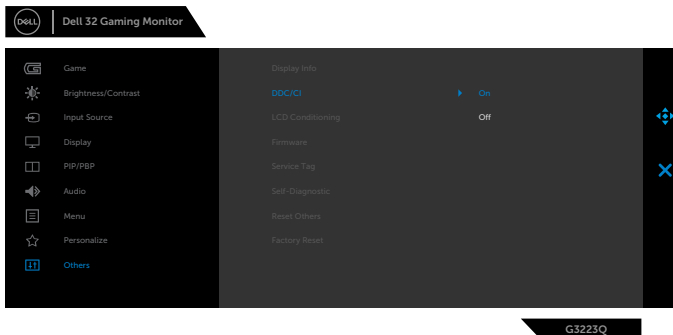 DELL Dell 32 Gaming Monitor
Game Display Info
Brightness/Contrast DDC/CI On
Input Source LCD Conditioning Off
Display Firmware
PIP/PBP Service Tag
Audio Self-Diagnostic
Menu Reset Others
Personalize Factory Reset
Others
G3223Q